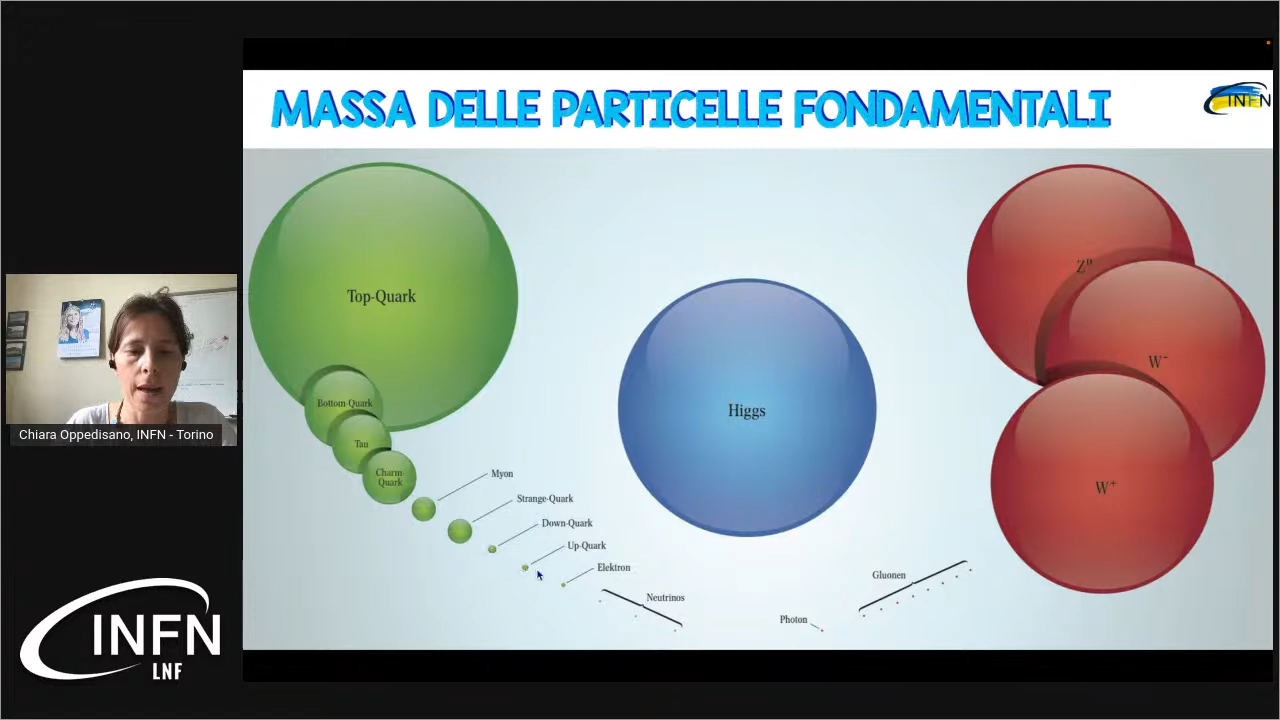 MASSA DELLE PARTICELLE FONDAMENTALI
INFN
Top-Quark
Z⁰
W⁻
Bottom-Quark
Higgs
Tau
Charm
Quark
Myon
W⁺
Strange-Quark
Down-Quark
Up-Quark
Elektron
Gluonen
Neutrinos
Photon
Chiara Oppedisano, INFN - Torino
INFN
LNF